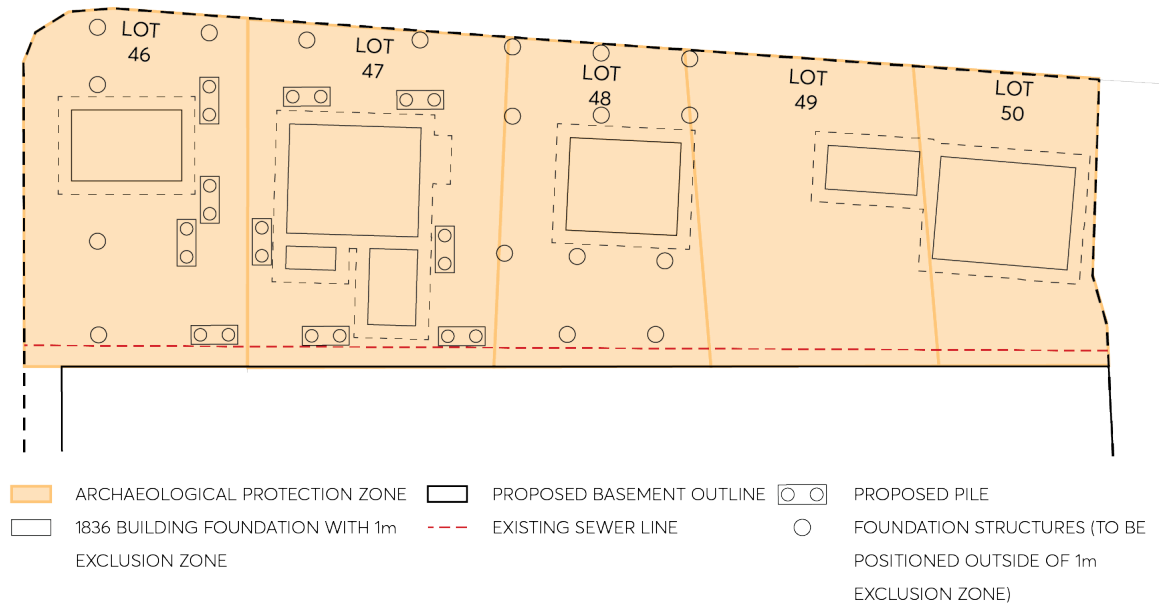 LOT
46
LOT
47
LOT
48
LOT
49
LOT
50
ARCHAEOLOGICAL PROTECTION ZONE
1836 BUILDING FOUNDATION WITH 1m
EXCLUSION ZONE
PROPOSED BASEMENT OUTLINE
EXISTING SEWER LINE
PROPOSED PILE
FOUNDATION STRUCTURES (TO BE
POSITIONED OUTSIDE OF 1m
EXCLUSION ZONE)